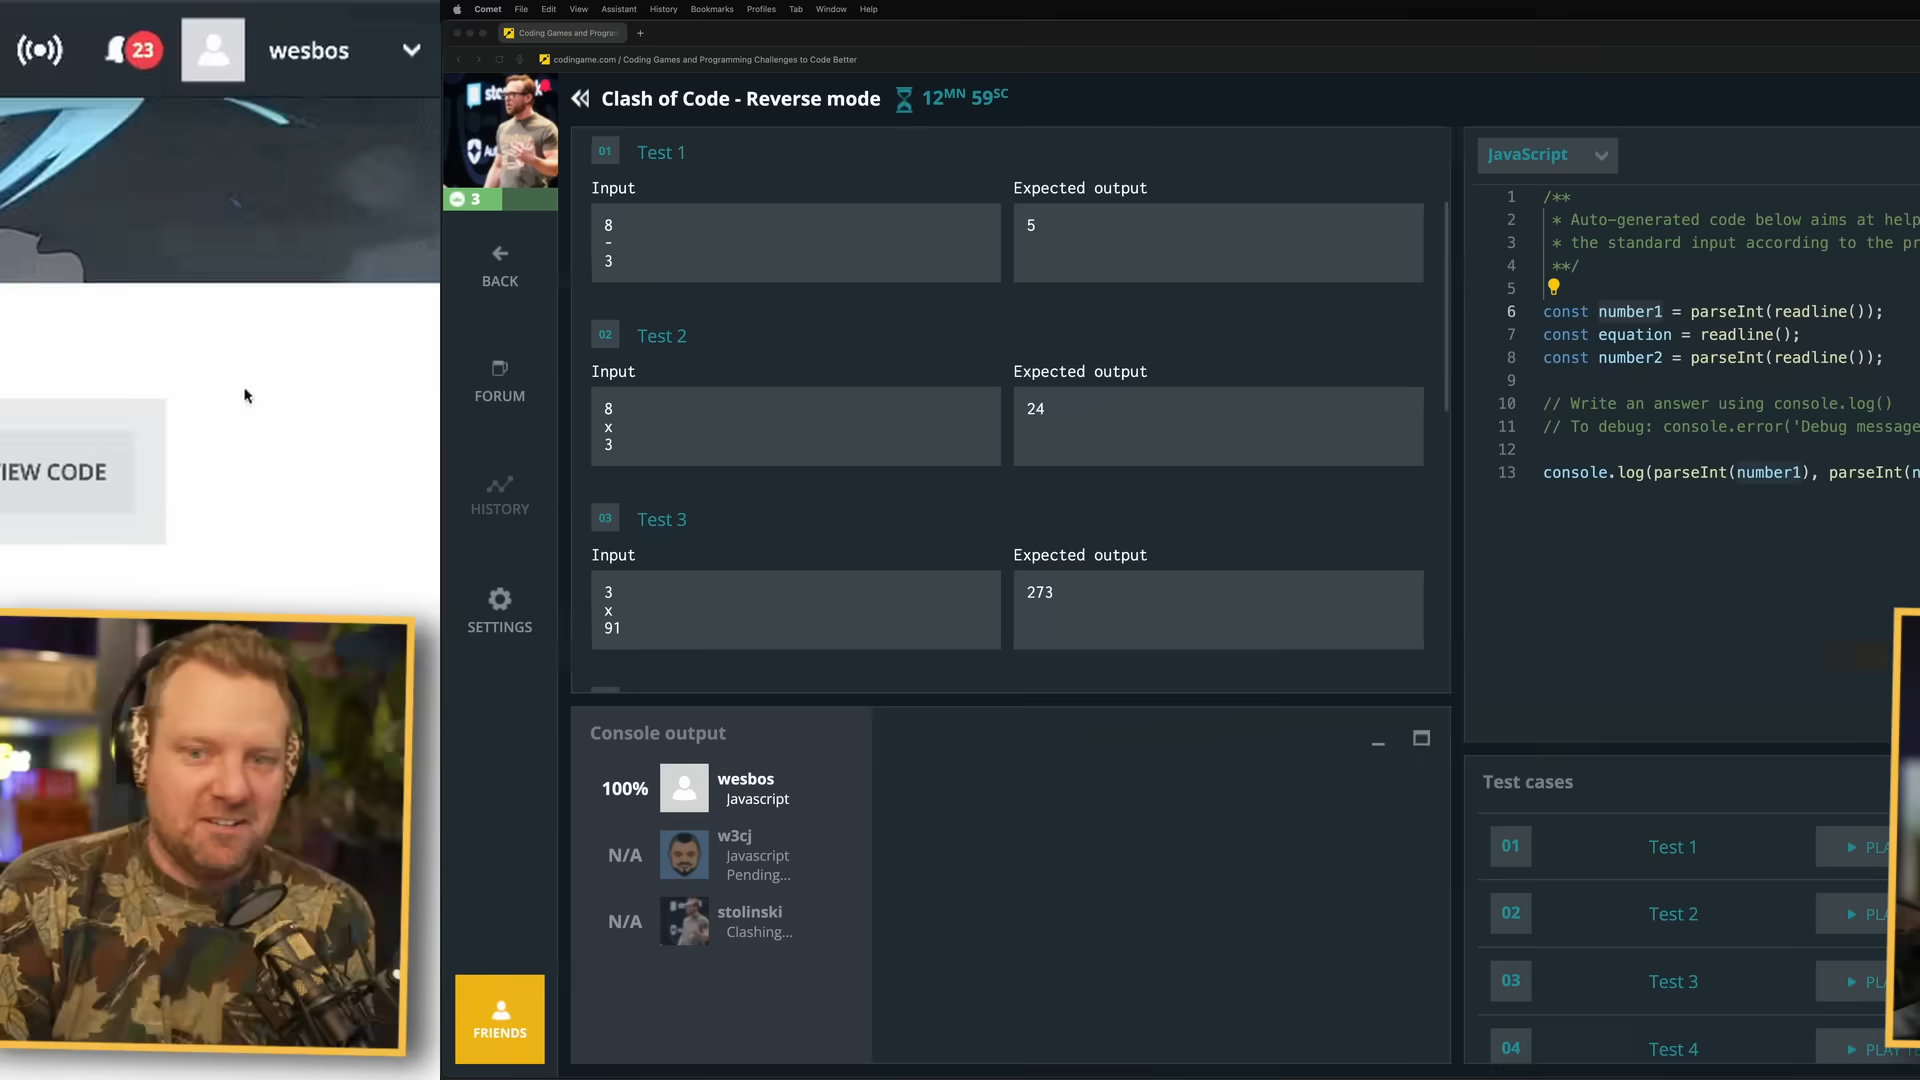 23
wesbos
IEW CODE
Comet File Edit View Assistant History Bookmarks Profiles Tab Window Help
Coding Games and Program
codingame.com / Coding Games and Programming Challenges to Code Better
Clash of Code - Reverse mode
12MN 59SC
3
BACK
FORUM
HISTORY
SETTINGS
FRIENDS
01 Test 1
Input
8
-
3
Expected output
5
02 Test 2
Input
8
x
3
Expected output
24
03 Test 3
Input
3
x
91
Expected output
273
Console output
100% wesbos
Javascript
N/A w3cj
Javascript
Pending...
N/A stolinski
Clashing...
JavaScript
1 /**
2 * Auto-generated code below aims at help
3 * the standard input according to the pr
4 **/
5
6 const number1 = parseInt(readline());
7 const equation = readline();
8 const number2 = parseInt(readline());
9
10 // Write an answer using console.log()
11 // To debug: console.error('Debug message
12
13 console.log(parseInt(number1), parseInt(n
Test cases
01 Test 1
02 Test 2
03 Test 3
04 Test 4